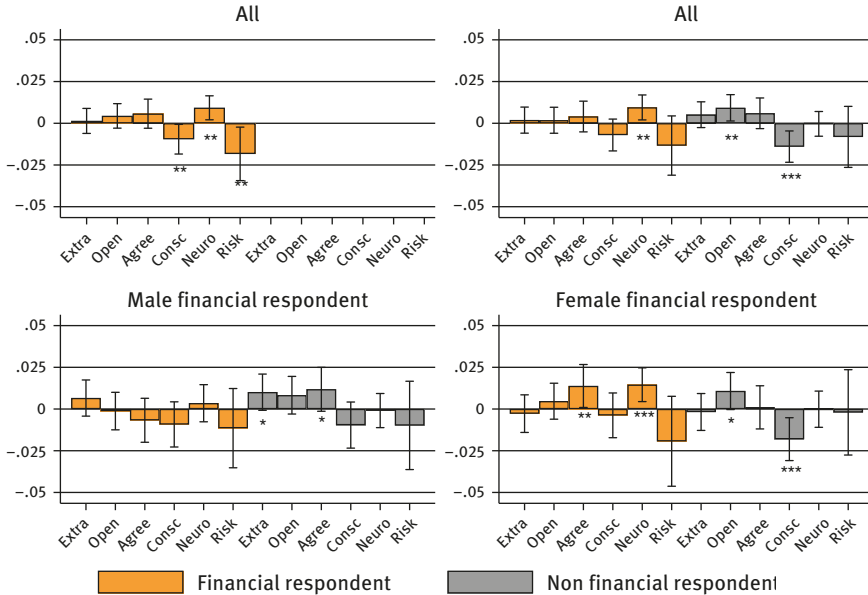 All
.05
.025
0
–.025
–.05
** ** **
Extra Open Agree Consc Neuro Risk Extra Open Agree Consc Neuro Risk
All
.05
.025
0
–.025
–.05
** ** ***
Extra Open Agree Consc Neuro Risk Extra Open Agree Consc Neuro Risk
Male financial respondent
.05
.025
0
–.025
–.05
* *
Extra Open Agree Consc Neuro Risk Extra Open Agree Consc Neuro Risk
Female financial respondent
.05
.025
0
–.025
–.05
** *** * ***
Extra Open Agree Consc Neuro Risk Extra Open Agree Consc Neuro Risk
Financial respondent
Non financial respondent